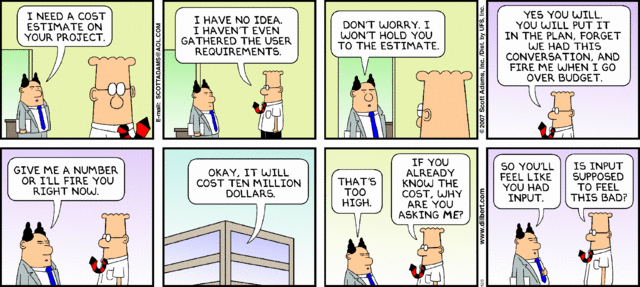 I NEED A COST
ESTIMATE ON
YOUR PROJECT.
E-mail: SCOTTADAMS@AOL.COM
I HAVE NO IDEA.
I HAVEN'T EVEN
GATHERED THE USER
REQUIREMENTS.
DON'T WORRY. I
WON'T HOLD YOU
TO THE ESTIMATE.
© 2007 Scott Adams, Inc./Dist. by UFS, Inc.
YES YOU WILL.
YOU WILL PUT IT
IN THE PLAN, FORGET
WE HAD THIS
CONVERSATION, AND
FIRE ME WHEN I GO
OVER BUDGET.
GIVE ME A NUMBER
OR I'LL FIRE YOU
RIGHT NOW.
OKAY, IT WILL
COST TEN MILLION
DOLLARS.
THAT'S
TOO
HIGH.
IF YOU
ALREADY
KNOW THE
COST, WHY
ARE YOU
ASKING ME?
www.dilbert.com
SO YOU'LL
FEEL LIKE
YOU HAD
INPUT.
IS INPUT
SUPPOSED
TO FEEL
THIS BAD?